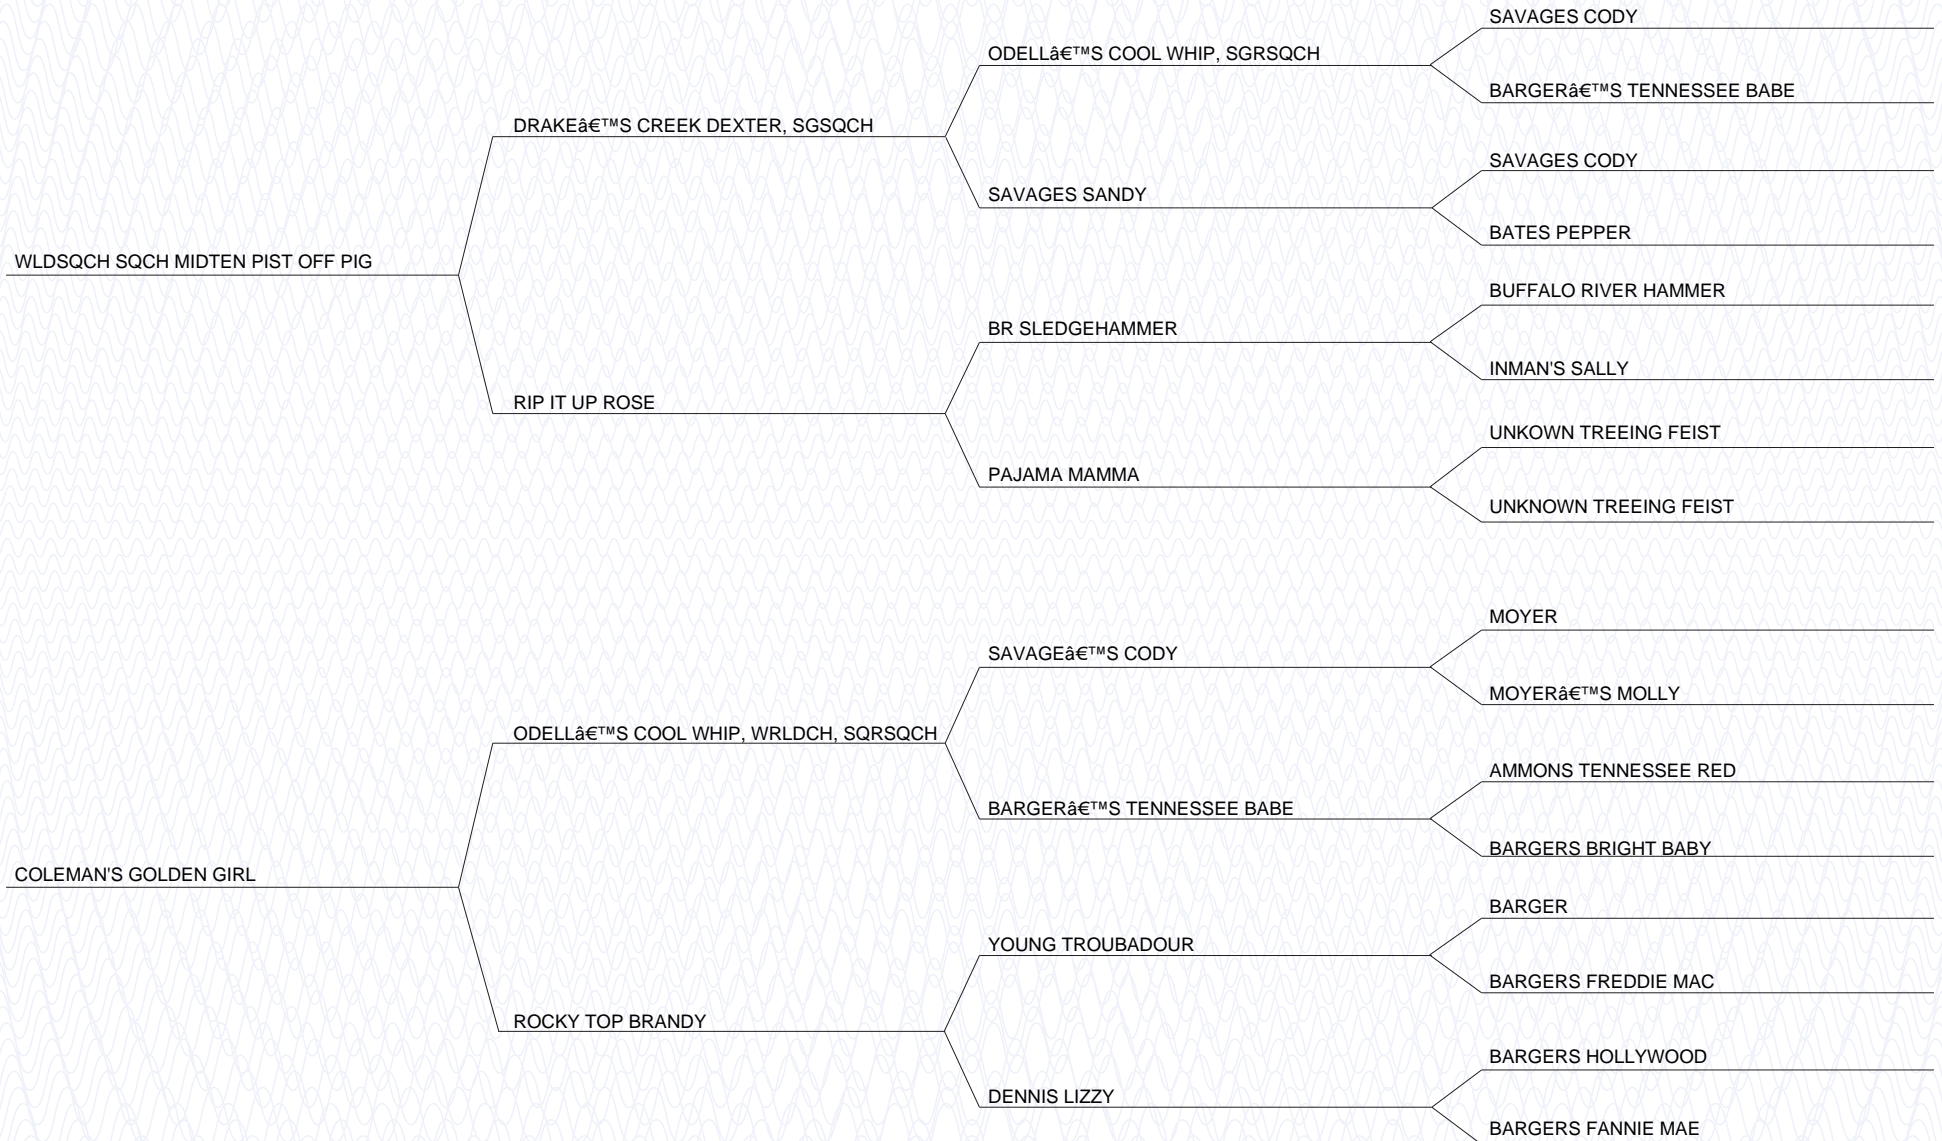 SAVAGES CODY
ODELLâ€™S COOL WHIP, SGRSQCH
BARGERâ€™S TENNESSEE BABE
DRAKEâ€™S CREEK DEXTER, SGSQCH
SAVAGES CODY
SAVAGES SANDY
BATES PEPPER
WLDSQCH SQCH MIDTEN PIST OFF PIG
BUFFALO RIVER HAMMER
BR SLEDGEHAMMER
INMAN'S SALLY
RIP IT UP ROSE
UNKOWN TREEING FEIST
PAJAMA MAMMA
UNKNOWN TREEING FEIST
MOYER
SAVAGEâ€™S CODY
MOYERâ€™S MOLLY
ODELLâ€™S COOL WHIP, WRLDCH, SQRSQCH
AMMONS TENNESSEE RED
BARGERâ€™S TENNESSEE BABE
BARGERS BRIGHT BABY
COLEMAN'S GOLDEN GIRL
BARGER
YOUNG TROUBADOUR
BARGERS FREDDIE MAC
ROCKY TOP BRANDY
BARGERS HOLLYWOOD
DENNIS LIZZY
BARGERS FANNIE MAE